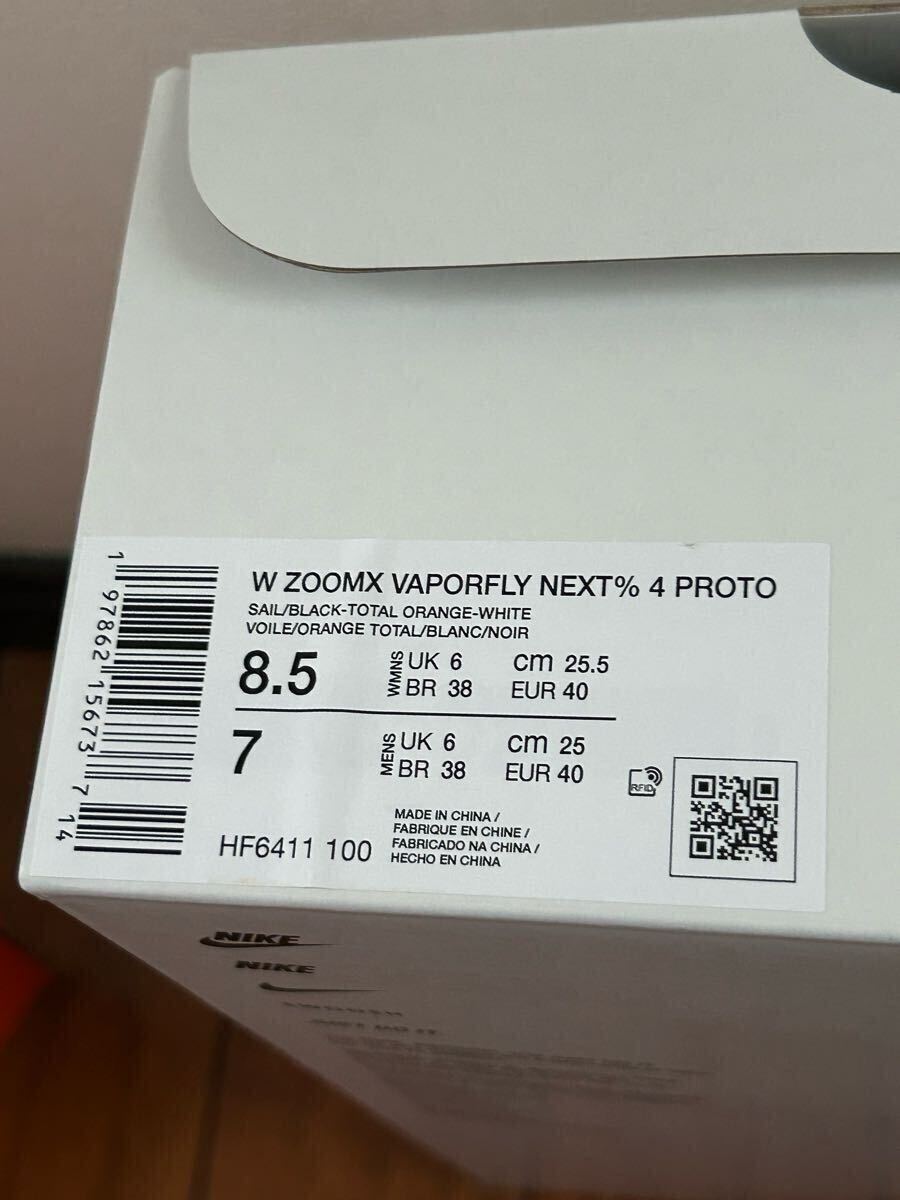 W ZOOMX VAPORFLY NEXT% 4 PROTO
SAIL/BLACK-TOTAL ORANGE-WHITE
VOILE/ORANGE TOTAL/BLANC/NOIR
8.5 WMNS UK 6 cm 25.5
BR 38 EUR 40
7 MENS UK 6 cm 25
BR 38 EUR 40
RFID
MADE IN CHINA /
FABRIQUE EN CHINE /
FABRICADO NA CHINA /
HECHO EN CHINA
HF6411 100
1 97862 15673 7 14
NIKE
NIKE